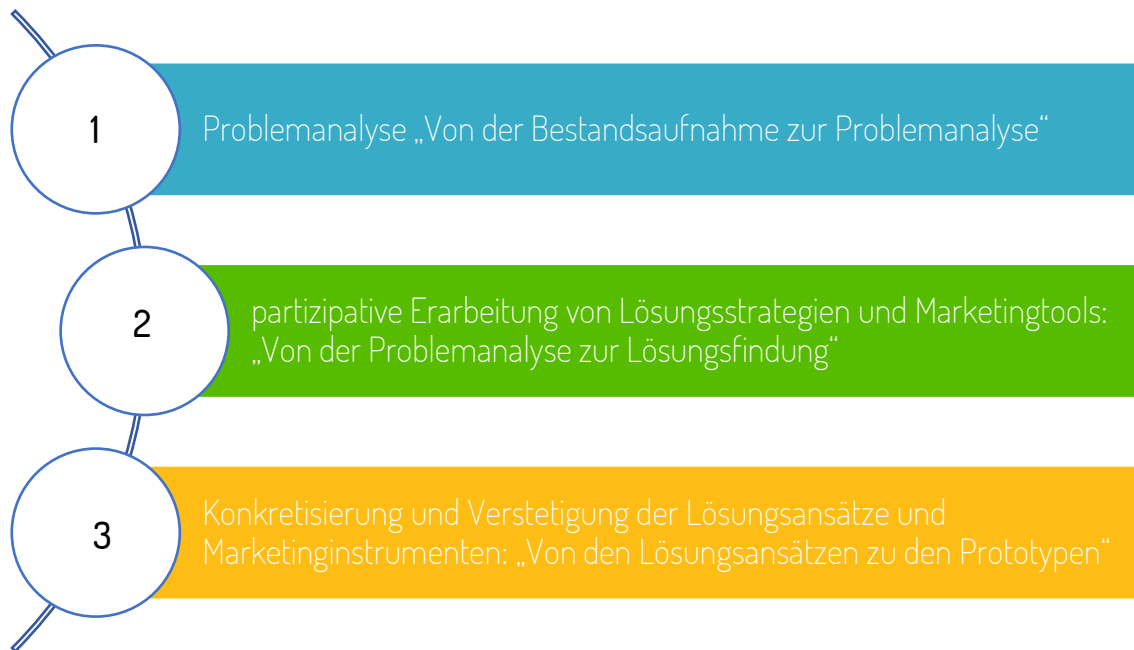 1
Problemanalyse „Von der Bestandsaufnahme zur Problemanalyse“
2
partizipative Erarbeitung von Lösungsstrategien und Marketingtools:
„Von der Problemanalyse zur Lösungsfindung“
3
Konkretisierung und Verstetigung der Lösungsansätze und
Marketinginstrumenten: „Von den Lösungsansätzen zu den Prototypen“